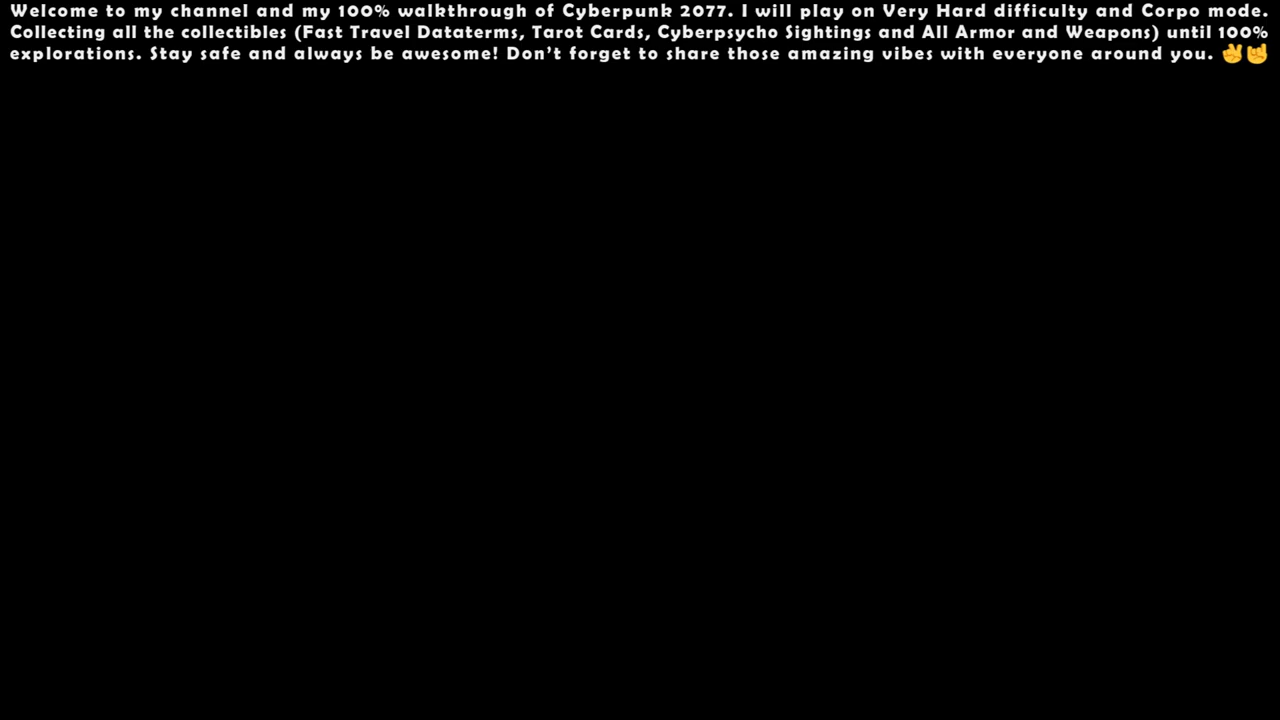 Welcome to my channel and my 100% walkthrough of Cyberpunk 2077. I will play on Very Hard difficulty and Corpo mode.
Collecting all the collectibles (Fast Travel Dataterms, Tarot Cards, Cyberpsycho Sightings and All Armor and Weapons) until 100%
explorations. Stay safe and always be awesome! Don’t forget to share those amazing vibes with everyone around you. ✌🤘